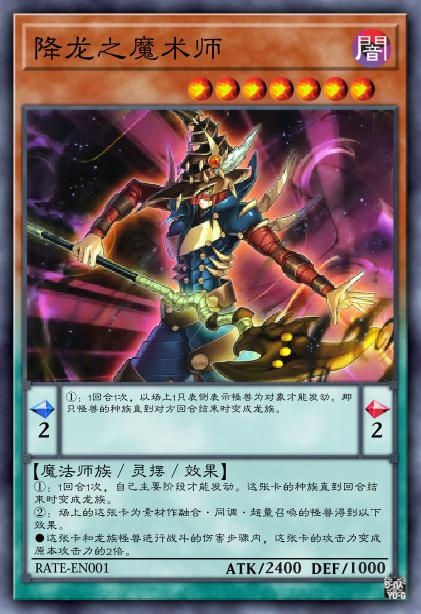 降龙之魔术师
闇
①：1回合1次，以场上1只表侧表示怪兽为对象才能发动。那
只怪兽的种族直到对方回合结束时变成龙族。
2
2
【魔法师族／灵摆／效果】
①：1回合1次，自己主要阶段才能发动。这张卡的种族直到回合结
束时变成龙族。
②：场上的这张卡为素材作融合·同调·超量召唤的怪兽得到以下
效果。
●这张卡和龙族怪兽进行战斗的伤害步骤内，这张卡的攻击力变成
原本攻击力的2倍。
RATE-EN001
ATK/2400 DEF/1000